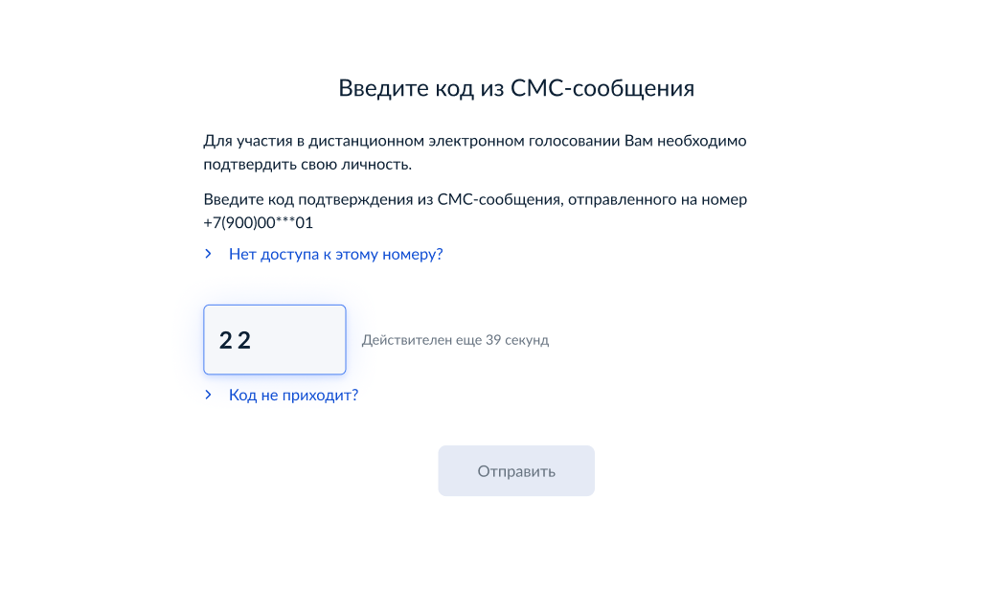 Введите код из СМС-сообщения
Для участия в дистанционном электронном голосовании Вам необходимо
подтвердить свою личность.
Введите код подтверждения из СМС-сообщения, отправленного на номер
+7(900)00***01
Нет доступа к этому номеру?
22
Действителен еще 39 секунд
Код не приходит?
Отправить